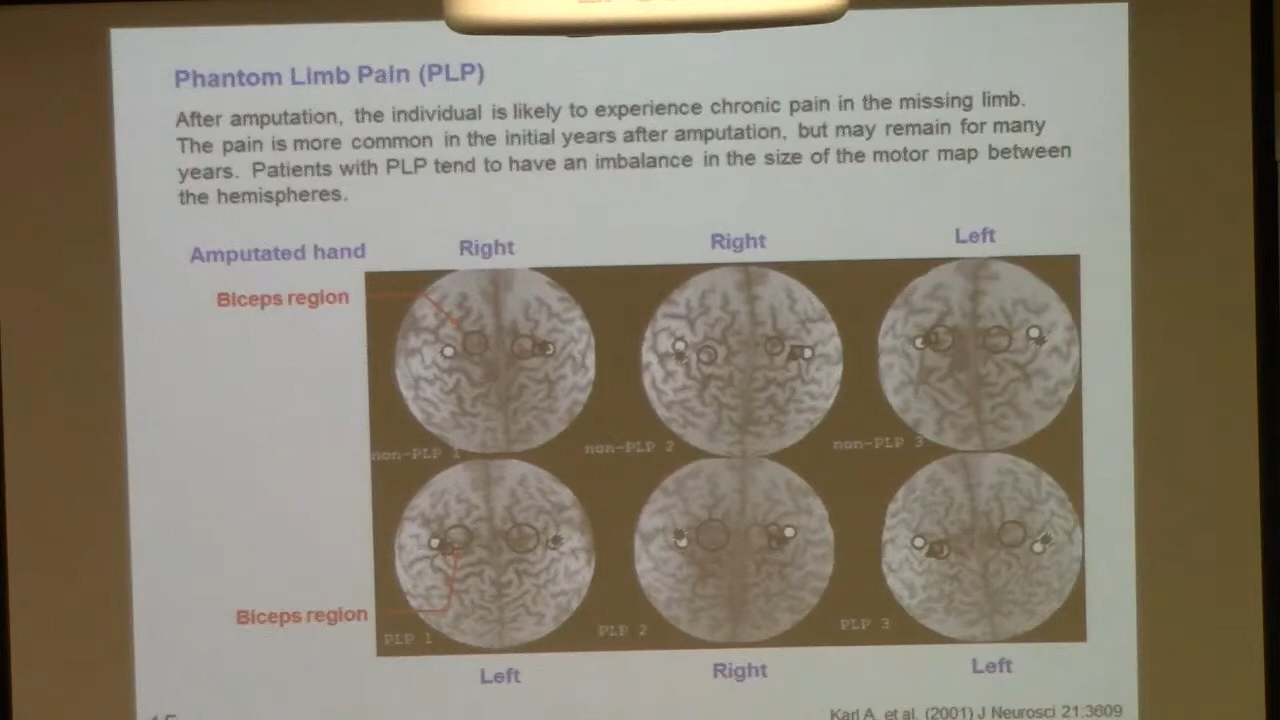 Phantom Limb Pain (PLP)
After amputation, the individual is likely to experience chronic pain in the missing limb.
The pain is more common in the initial years after amputation, but may remain for many
years. Patients with PLP tend to have an imbalance in the size of the motor map between
the hemispheres.
Amputated hand Right Right Left
Biceps region
non-PLP 1 non-PLP 2 non-PLP 3
Biceps region
PLP 1 PLP 2 PLP 3
Left Right Left
Karl A, et al. (2001) J Neurosci 21:3609